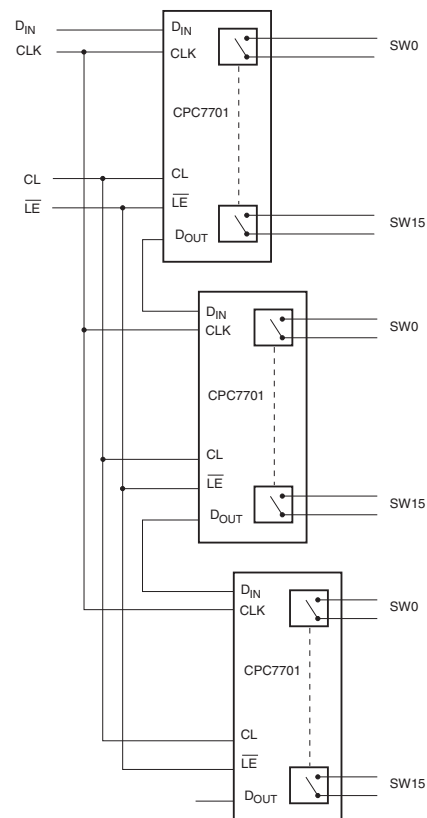 DIN
CLK
CL
LE
DIN
CLK
CPC7701
CL
LE
DOUT
SW0
SW15
DIN
CLK
CPC7701
CL
LE
DOUT
SW0
SW15
DIN
CLK
CPC7701
CL
LE
DOUT
SW0
SW15